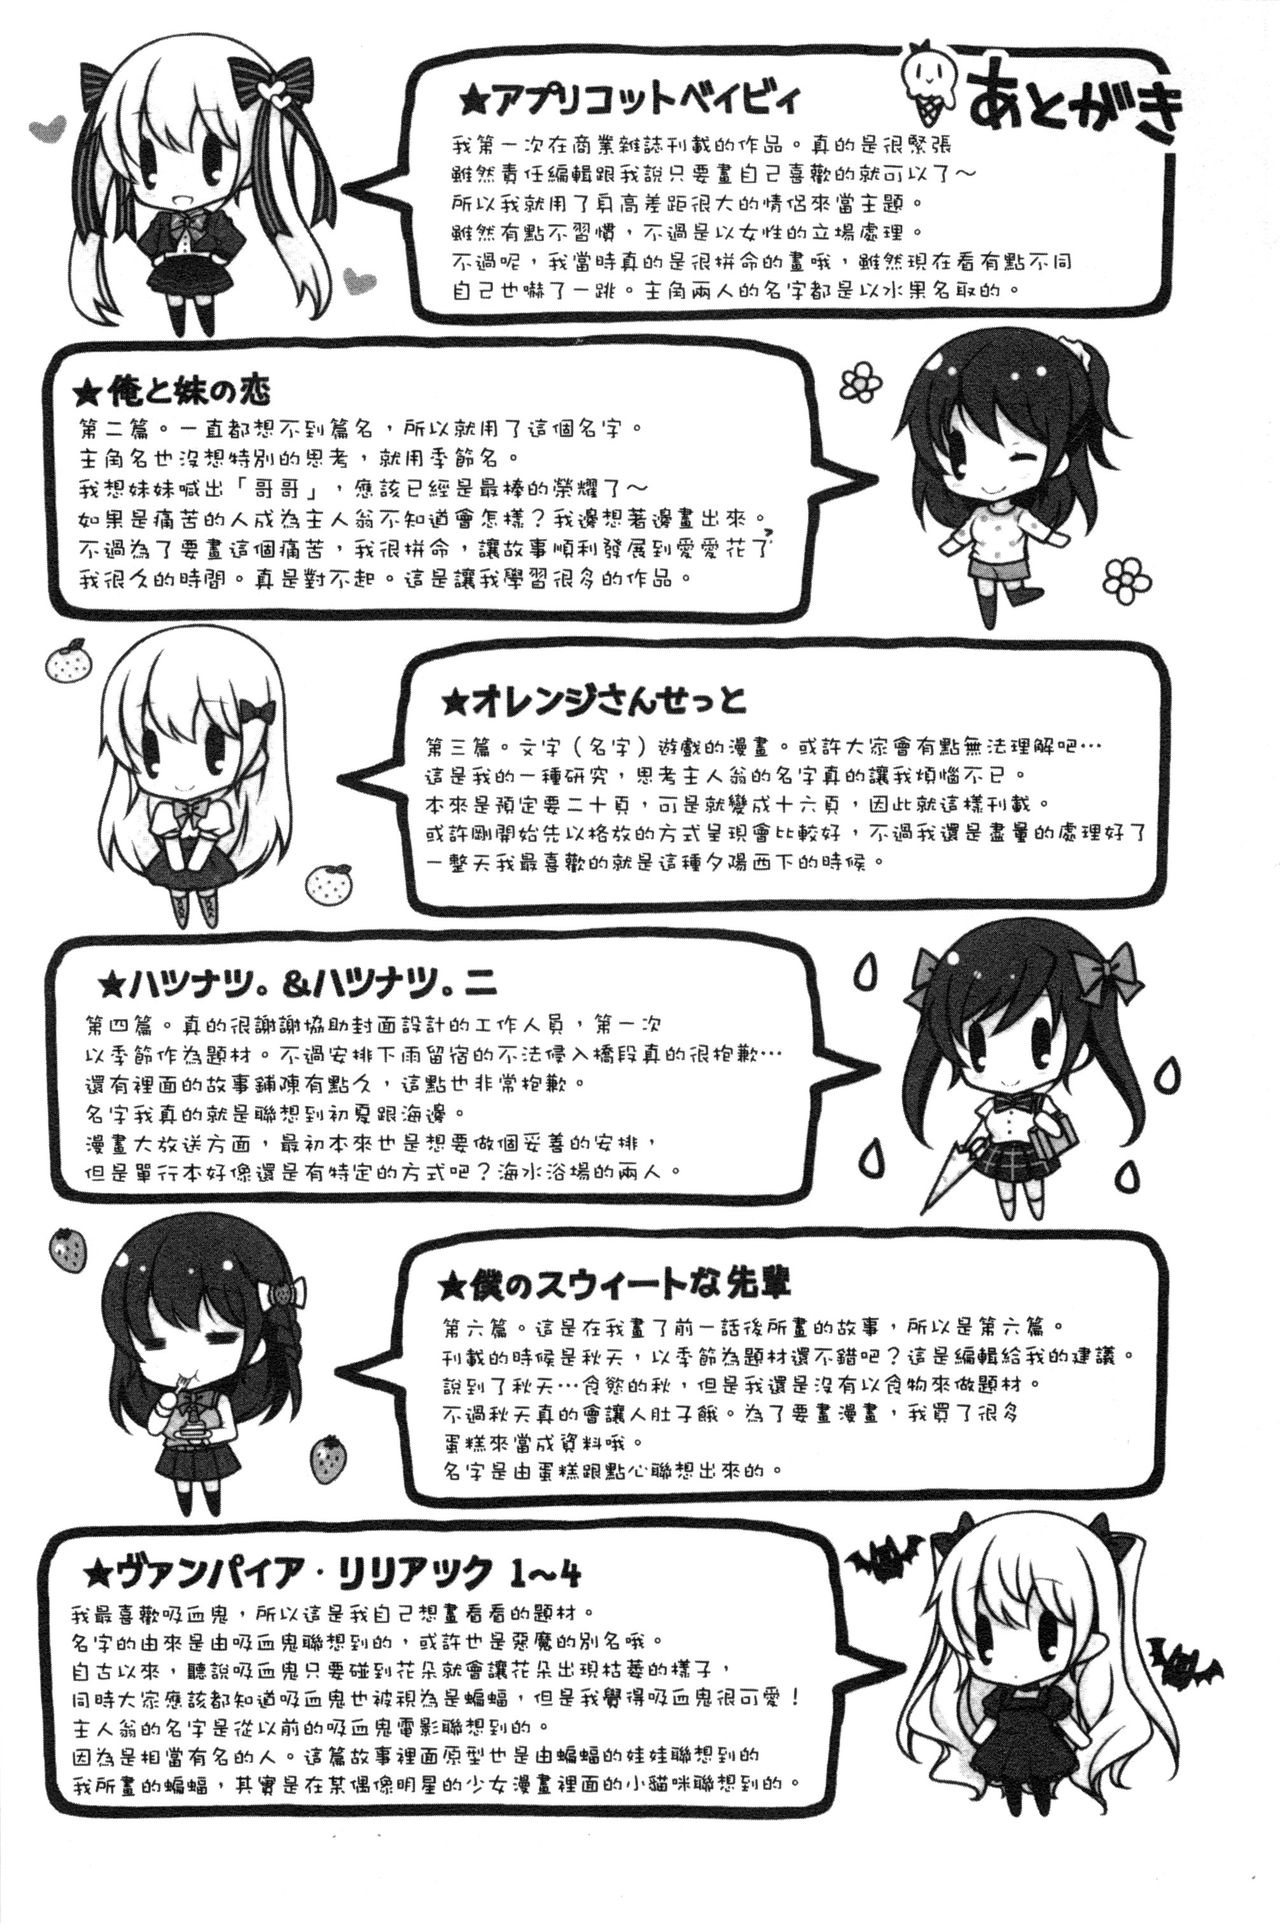 あとがき
★アプリコットベイビィ
我第一次在商業雜誌刊載的作品。真的是很緊張
雖然責任編輯跟我說只要畫自己喜歡的就可以了～
所以我就用了身高差距很大的情侶來當主題。
雖然有點不習慣，不過是以女性的立場處理。
不過呢，我當時真的是很拼命的畫哦，雖然現在看有點不同
自己也嚇了一跳。主角兩人的名字都是以水果名取的。
★俺と妹の恋
第二篇。一直都想不到篇名，所以就用了這個名字。
主角名也沒想特別的思考，就用季節名。
我想妹妹喊出「哥哥」，應該已經是最棒的榮耀了～
如果是痛苦的人成為主人翁不知道會怎樣？我邊想著邊畫出來。
不過為了要畫這個痛苦，我很拼命，讓故事順利發展到愛愛花了
我很久的時間。真是對不起。這是讓我學習很多的作品。
★オレンジさんせっと
第三篇。文字（名字）遊戲的漫畫。或許大家會有點無法理解吧…
這是我的一種研究，思考主人翁的名字真的讓我煩惱不已。
本來是預定要二十頁，可是就變成十六頁，因此就這樣刊載。
或許剛開始先以格放的方式呈現會比較好，不過我還是盡量的處理好了
一整天我最喜歡的就是這種夕陽西下的時候。
★ハツナツ。&ハツナツ。ニ
第四篇。真的很謝謝協助封面設計的工作人員，第一次
以季節作為題材。不過安排下雨留宿的不法侵入橋段真的很抱歉…
還有裡面的故事鋪陳有點久，這點也非常抱歉。
名字我真的就是聯想到初夏跟海邊。
漫畫大放送方面，最初本來也是想要做個妥善的安排，
但是單行本好像還是有特定的方式吧？海水浴場的兩人。
★僕のスウィートな先輩
第六篇。這是在我畫了前一話後所畫的故事，所以是第六篇。
刊載的時候是秋天，以季節為題材還不錯吧？這是編輯給我的建議。
說到了秋天…食慾的秋，但是我還是沒有以食物來做題材。
不過秋天真的會讓人肚子餓。為了要畫漫畫，我買了很多
蛋糕來當成資料哦。
名字是由蛋糕跟點心聯想出來的。
★ヴァンパイア・リリアック 1～4
我最喜歡吸血鬼，所以這是我自己想畫看看的題材。
名字的由來是由吸血鬼聯想到的，或許也是惡魔的別名哦。
自古以來，聽說吸血鬼只要碰到花朵就會讓花朵出現枯萎的樣子，
同時大家應該都知道吸血鬼也被視為是蝙蝠，但是我覺得吸血鬼很可愛！
主人翁的名字是從以前的吸血鬼電影聯想到的。
因為是相當有名的人。這篇故事裡面原型也是由蝙蝠的娃娃聯想到的
我所畫的蝙蝠，其實是在某偶像明星的少女漫畫裡面的小貓咪聯想到的。